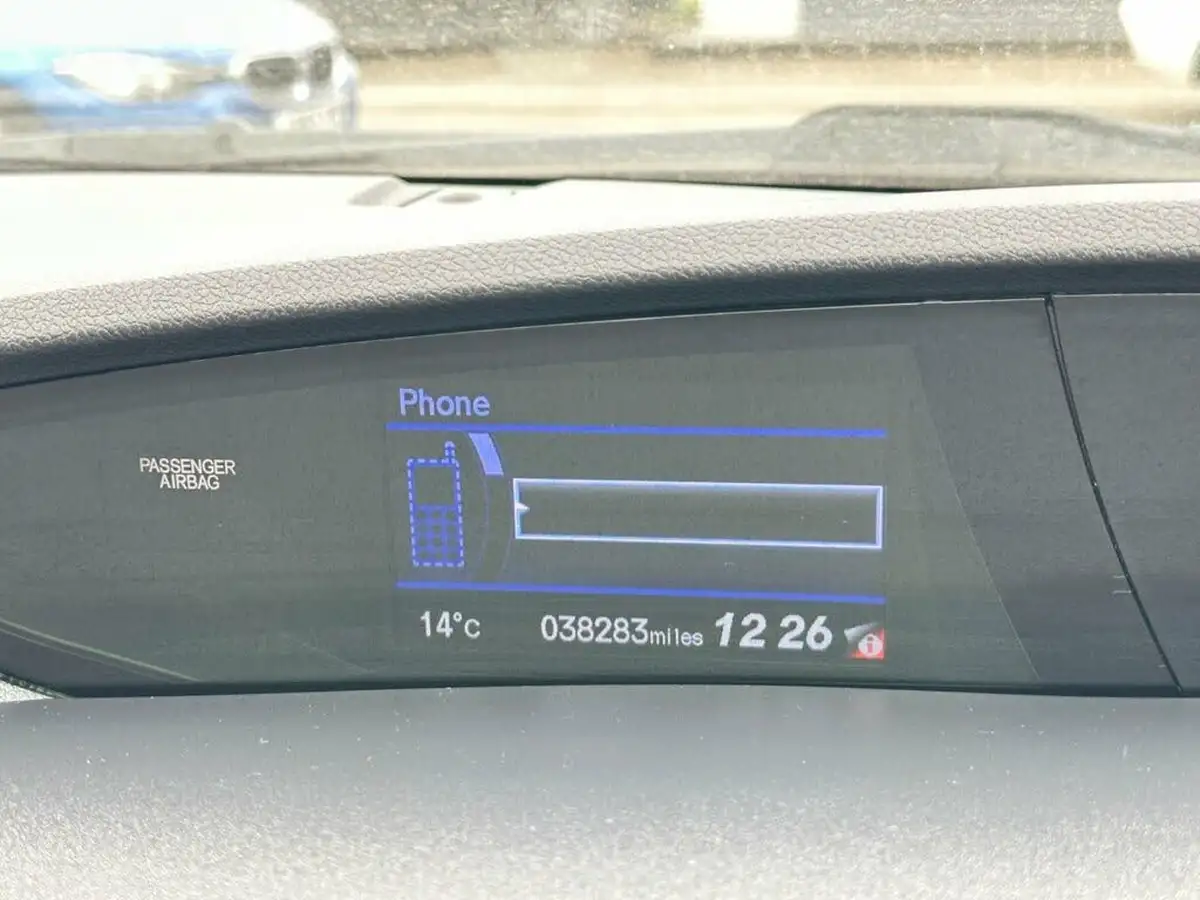 Phone
PASSENGER
AIRBAG
14°C 038283miles 12 26 i